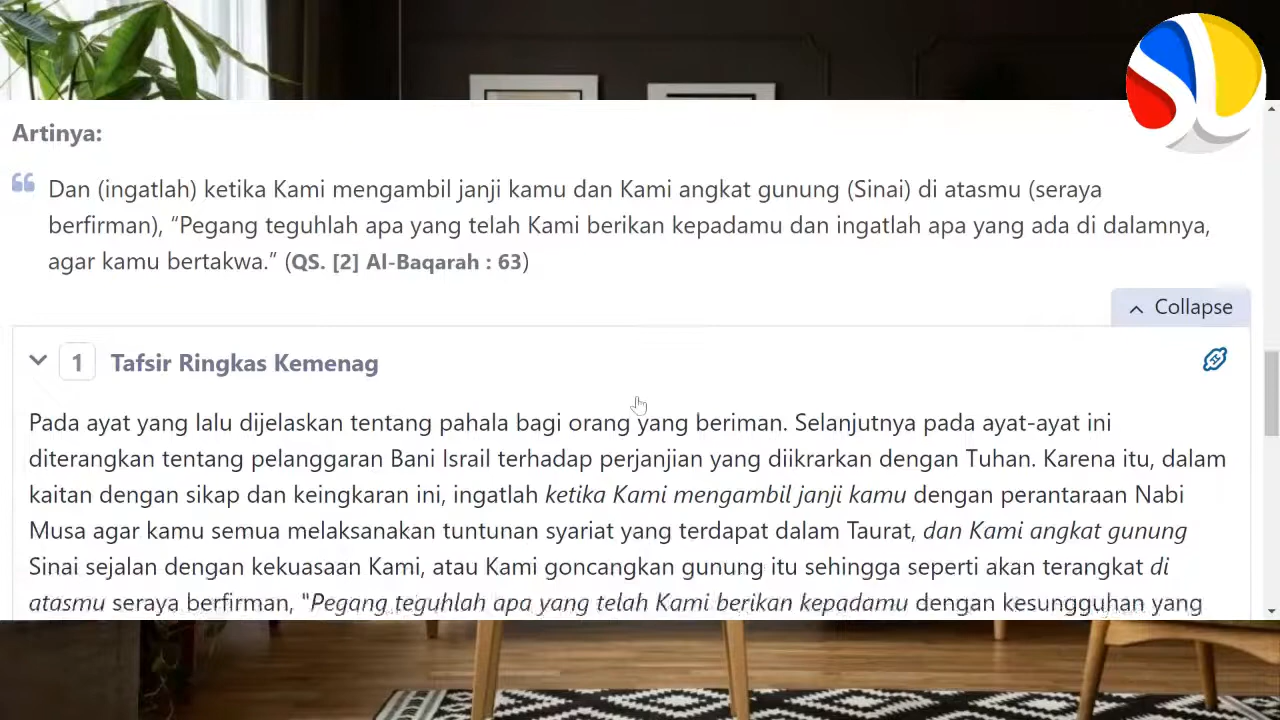 Artinya:
Dan (ingatlah) ketika Kami mengambil janji kamu dan Kami angkat gunung (Sinai) di atasmu (seraya
berfirman), “Pegang teguhlah apa yang telah Kami berikan kepadamu dan ingatlah apa yang ada di dalamnya,
agar kamu bertakwa.” (QS. [2] Al-Baqarah : 63)
Collapse
1 Tafsir Ringkas Kemenag
Pada ayat yang lalu dijelaskan tentang pahala bagi orang yang beriman. Selanjutnya pada ayat-ayat ini
diterangkan tentang pelanggaran Bani Israil terhadap perjanjian yang diikrarkan dengan Tuhan. Karena itu, dalam
kaitan dengan sikap dan keingkaran ini, ingatlah ketika Kami mengambil janji kamu dengan perantaraan Nabi
Musa agar kamu semua melaksanakan tuntunan syariat yang terdapat dalam Taurat, dan Kami angkat gunung
Sinai sejalan dengan kekuasaan Kami, atau Kami goncangkan gunung itu sehingga seperti akan terangkat di
atasmu seraya berfirman, "Pegang teguhlah apa yang telah Kami berikan kepadamu dengan kesungguhan yang